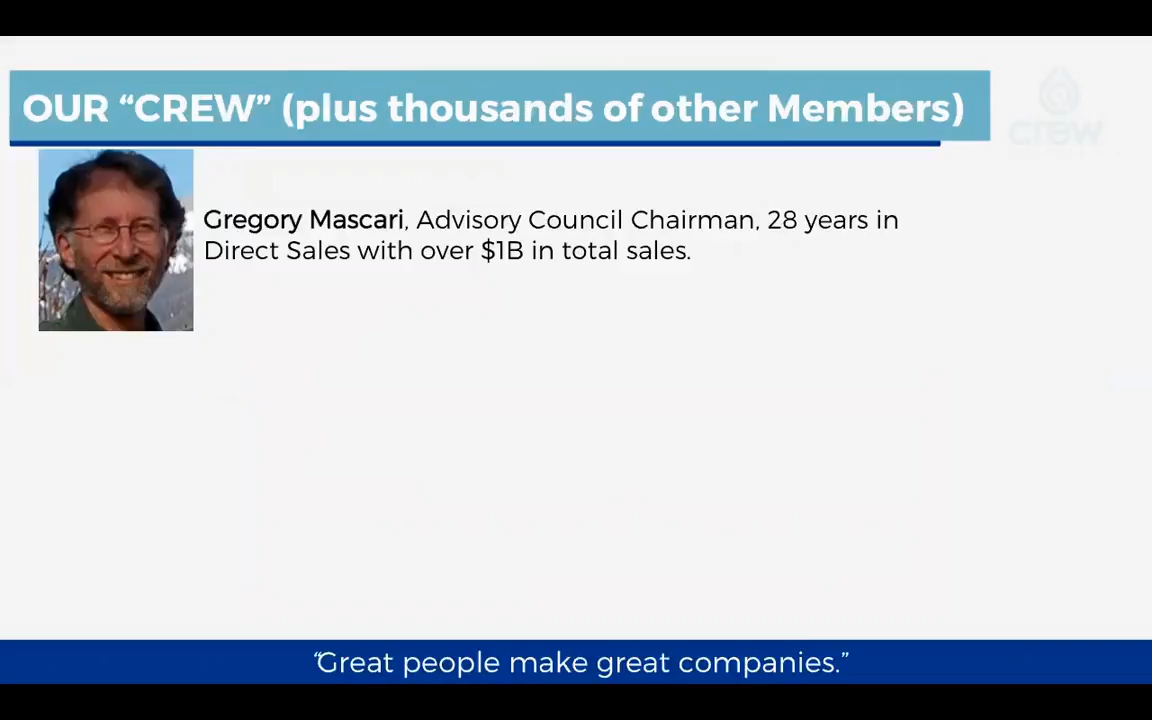 OUR “CREW” (plus thousands of other Members)
crew
Gregory Mascari, Advisory Council Chairman, 28 years in
Direct Sales with over $1B in total sales.
“Great people make great companies.”